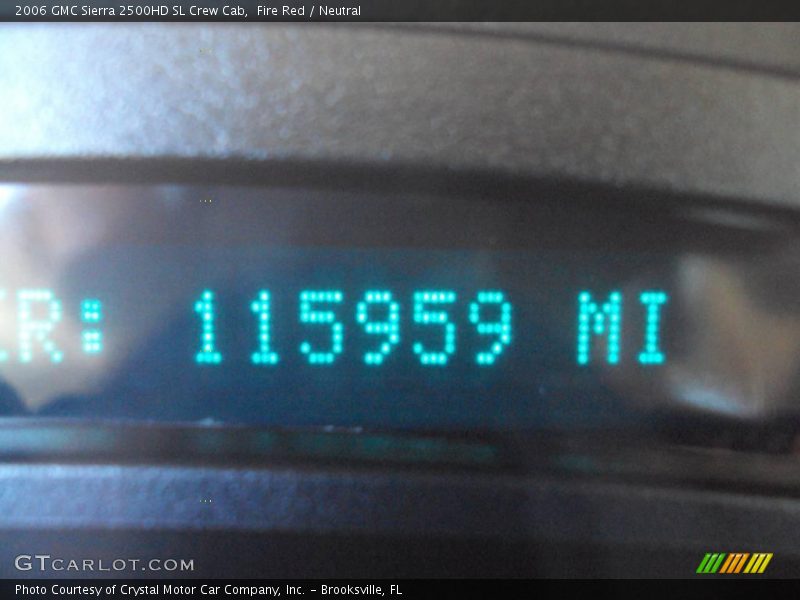 2006 GMC Sierra 2500HD SL Crew Cab, Fire Red / Neutral
ER: 115959 MI
GTCARLOT.COM
Photo Courtesy of Crystal Motor Car Company, Inc. – Brooksville, FL